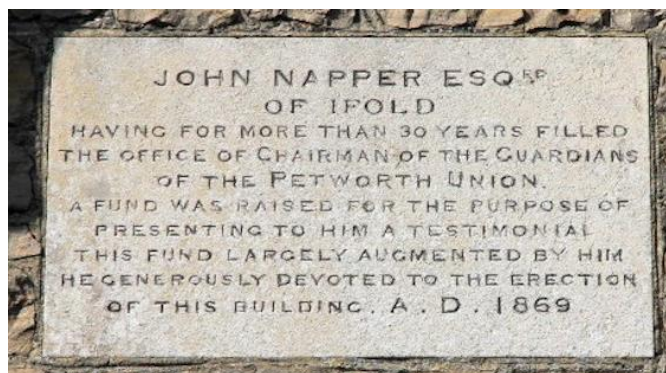 JOHN NAPPER ESQRE
OF IFOLD
HAVING FOR MORE THAN 30 YEARS FILLED
THE OFFICE OF CHAIRMAN OF THE GUARDIANS
OF THE PETWORTH UNION.
A FUND WAS RAISED FOR THE PURPOSE OF
PRESENTING TO HIM A TESTIMONIAL
THIS FUND LARGELY AUGMENTED BY HIM
HE GENEROUSLY DEVOTED TO THE ERECTION
OF THIS BUILDING. A. D. 1869